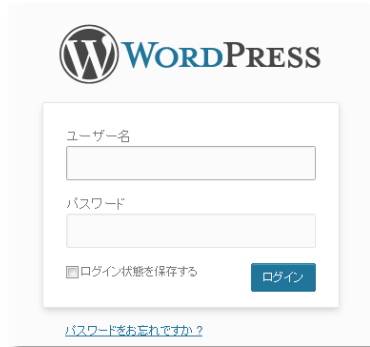 WORDPRESS
ユーザー名
パスワード
ログイン状態を保存する
ログイン
パスワードをお忘れですか ?